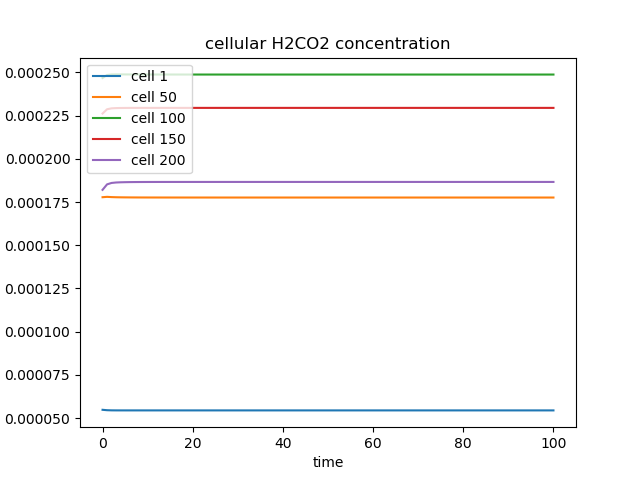 cellular H2CO2 concentration
0.000250
0.000225
0.000200
0.000175
0.000150
0.000125
0.000100
0.000075
0.000050
cell 1
cell 50
cell 100
cell 150
cell 200
0 20 40 60 80 100
time